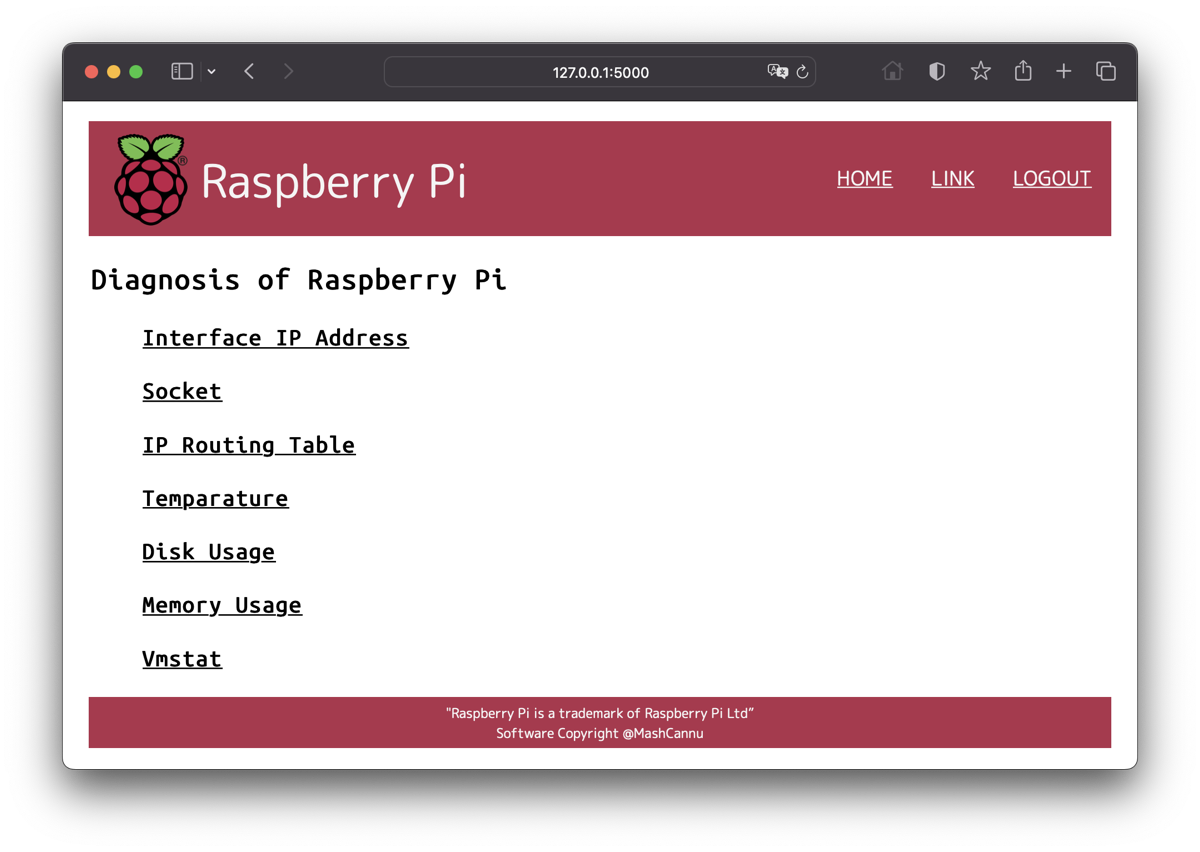 127.0.0.1:5000
®
Raspberry Pi
HOME LINK LOGOUT
Diagnosis of Raspberry Pi
Interface IP Address
Socket
IP Routing Table
Temparature
Disk Usage
Memory Usage
Vmstat
"Raspberry Pi is a trademark of Raspberry Pi Ltd”
Software Copyright @MashCannu